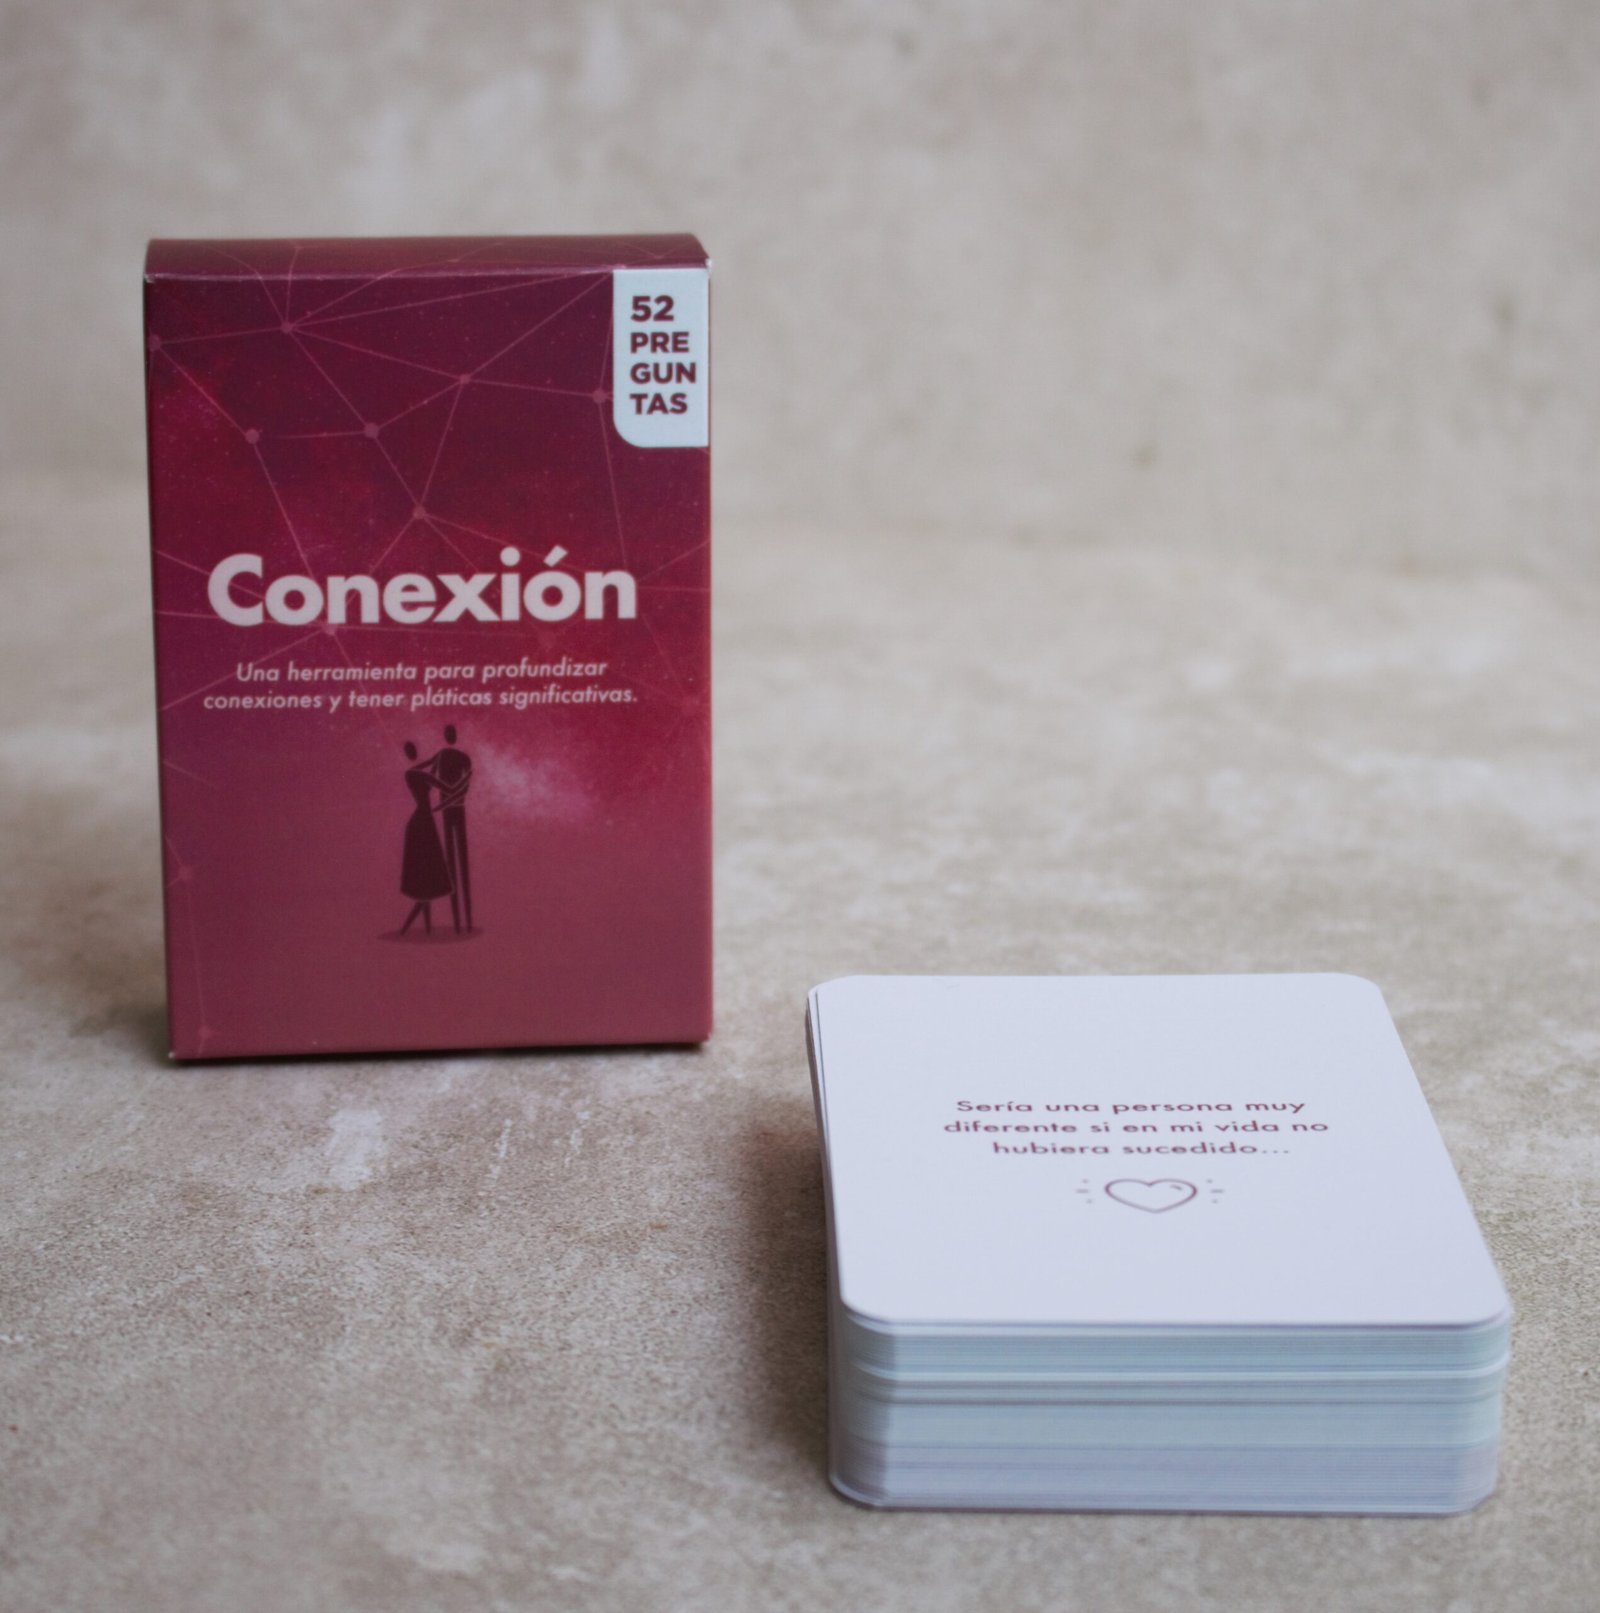 52
PRE
GUN
TAS
Conexión
Una herramienta para profundizar
conexiones y tener pláticas significativas.
Sería una persona muy
diferente si en mi vida no
hubiera sucedido...